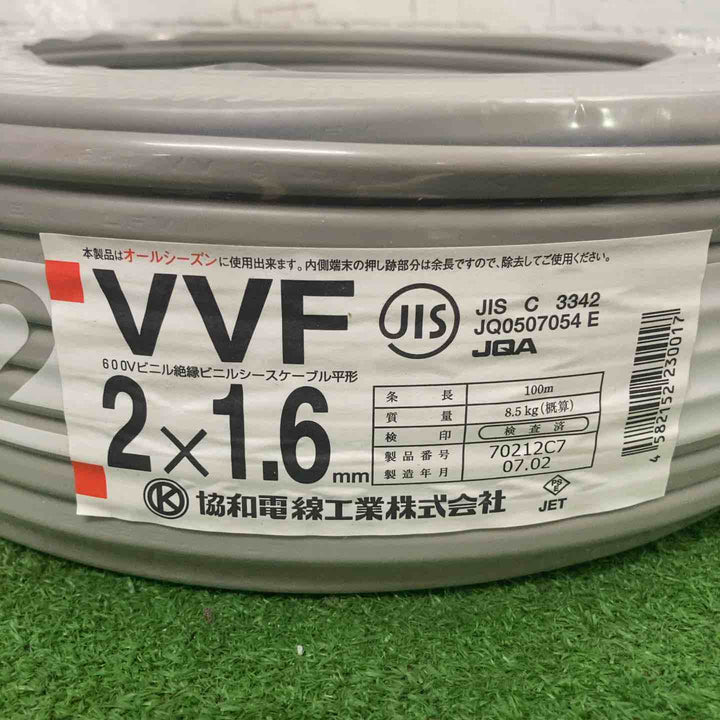 本製品はオールシーズンに使用出来ます。内側端末の押し跡部分は余長ですので、除去してご使用ください。
2
VVF
JIS
JIS C 3342
JQ0507054 E
JQA
600Vビニル絶縁ビニルシースケーブル平形
2×1.6mm
条長 100m
質量 8.5kg(概算)
検印 検査済
製品番号 70212C7
製造年月 07.02
K 協和電線工業株式会社
PS E
JET
4582152230017